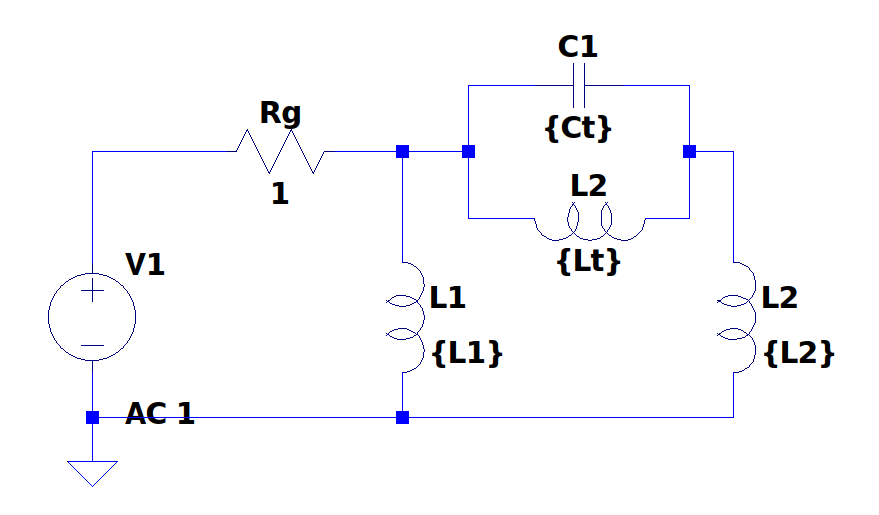 C1
{Ct}
Rg
1
L2
{Lt}
V1
L1
{L1}
L2
{L2}
AC 1